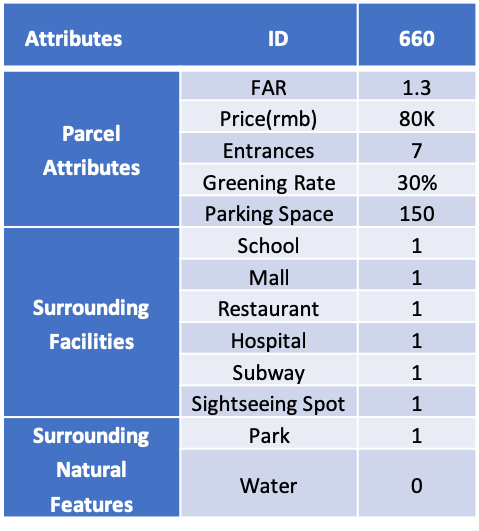 Attributes ID 660
Parcel
Attributes
FAR 1.3
Price(rmb) 80K
Entrances 7
Greening Rate 30%
Parking Space 150
Surrounding
Facilities
School 1
Mall 1
Restaurant 1
Hospital 1
Subway 1
Sightseeing Spot 1
Surrounding
Natural
Features
Park 1
Water 0